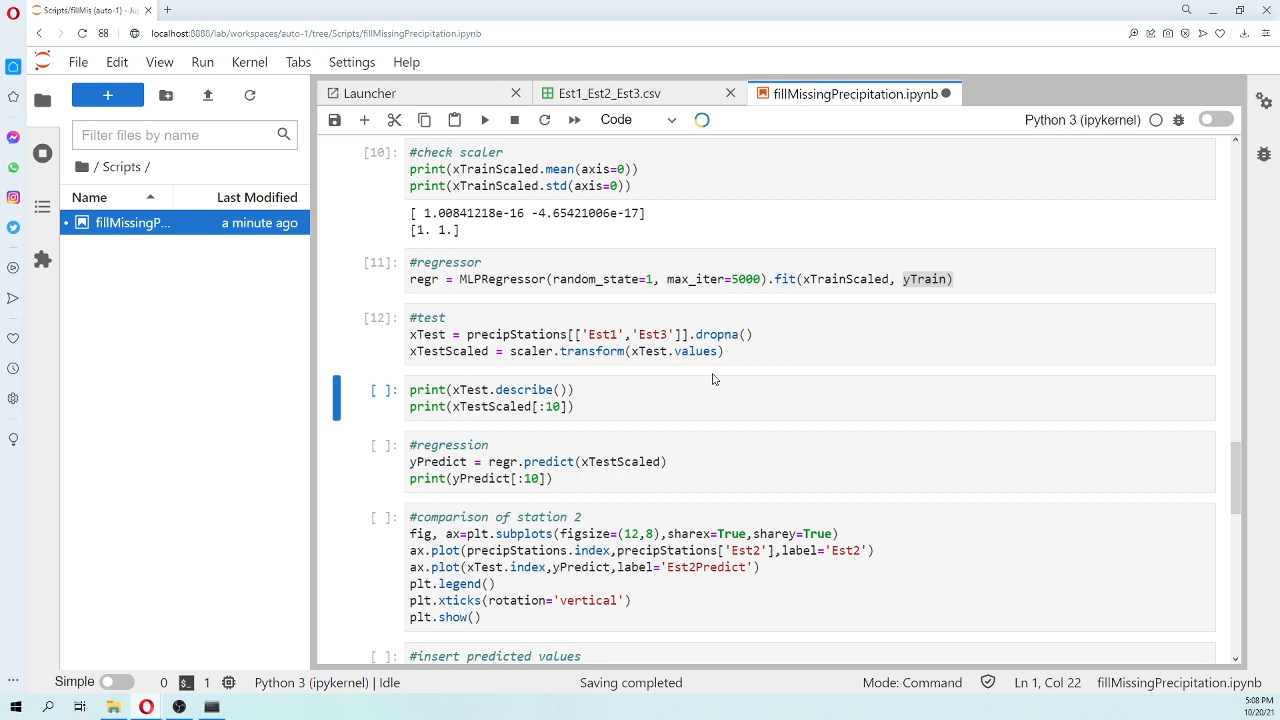 Scripts/fillMis (auto-1) - Ju
localhost:8888/lab/workspaces/auto-1/tree/Scripts/fillMissingPrecipitation.ipynb
File Edit View Run Kernel Tabs Settings Help
Launcher
Est1_Est2_Est3.csv
fillMissingPrecipitation.ipynb
Filter files by name
Code
Python 3 (ipykernel)
/ Scripts /
Name Last Modified
fillMissingP... a minute ago
[10]: #check scaler
print(xTrainScaled.mean(axis=0))
print(xTrainScaled.std(axis=0))
[ 1.00841218e-16 -4.65421006e-17]
[1. 1.]
[11]: #regressor
regr = MLPRegressor(random_state=1, max_iter=5000).fit(xTrainScaled, yTrain)
[12]: #test
xTest = precipStations[['Est1','Est3']].dropna()
xTestScaled = scaler.transform(xTest.values)
[ ]: print(xTest.describe())
print(xTestScaled[:10])
[ ]: #regression
yPredict = regr.predict(xTestScaled)
print(yPredict[:10])
[ ]: #comparison of station 2
fig, ax=plt.subplots(figsize=(12,8),sharex=True,sharey=True)
ax.plot(precipStations.index,precipStations['Est2'],label='Est2')
ax.plot(xTest.index,yPredict,label='Est2Predict')
plt.legend()
plt.xticks(rotation='vertical')
plt.show()
[ ]: #insert predicted values
Simple 0 1 Python 3 (ipykernel) | Idle Saving completed Mode: Command Ln 1, Col 22 fillMissingPrecipitation.ipynb
5:08 PM
10/20/21